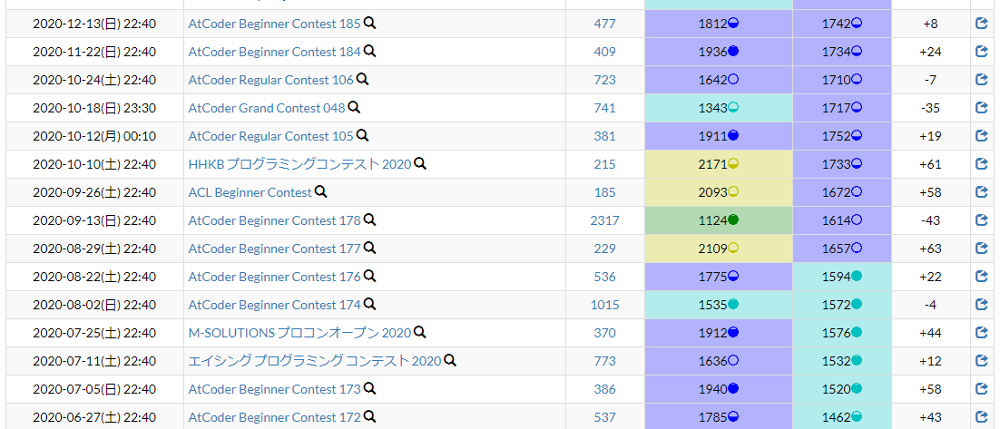 2020-12-13(日) 22:40 AtCoder Beginner Contest 185 477 1812 1742 +8
2020-11-22(日) 22:40 AtCoder Beginner Contest 184 409 1936 1734 +24
2020-10-24(土) 22:40 AtCoder Regular Contest 106 723 1642 1710 -7
2020-10-18(日) 23:30 AtCoder Grand Contest 048 741 1343 1717 -35
2020-10-12(月) 00:10 AtCoder Regular Contest 105 381 1911 1752 +19
2020-10-10(土) 22:40 HHKB プログラミングコンテスト 2020 215 2171 1733 +61
2020-09-26(土) 22:40 ACL Beginner Contest 185 2093 1672 +58
2020-09-13(日) 22:40 AtCoder Beginner Contest 178 2317 1124 1614 -43
2020-08-29(土) 22:40 AtCoder Beginner Contest 177 229 2109 1657 +63
2020-08-22(土) 22:40 AtCoder Beginner Contest 176 536 1775 1594 +22
2020-08-02(日) 22:40 AtCoder Beginner Contest 174 1015 1535 1572 -4
2020-07-25(土) 22:40 M-SOLUTIONS プロコンオープン 2020 370 1912 1576 +44
2020-07-11(土) 22:40 エイシング プログラミング コンテスト 2020 773 1636 1532 +12
2020-07-05(日) 22:40 AtCoder Beginner Contest 173 386 1940 1520 +58
2020-06-27(土) 22:40 AtCoder Beginner Contest 172 537 1785 1462 +43